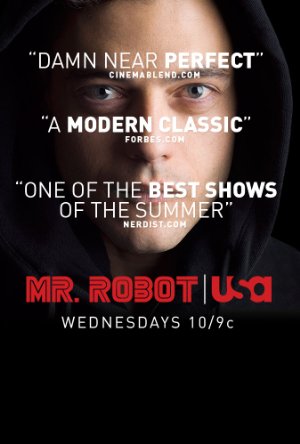 “DAMN NEAR PERFECT”
CINEMABLEND.COM
“A MODERN CLASSIC”
FORBES.COM
“ONE OF THE BEST SHOWS
OF THE SUMMER”
NERDIST.COM
MR. ROBOT | USA
WEDNESDAYS 10/9c